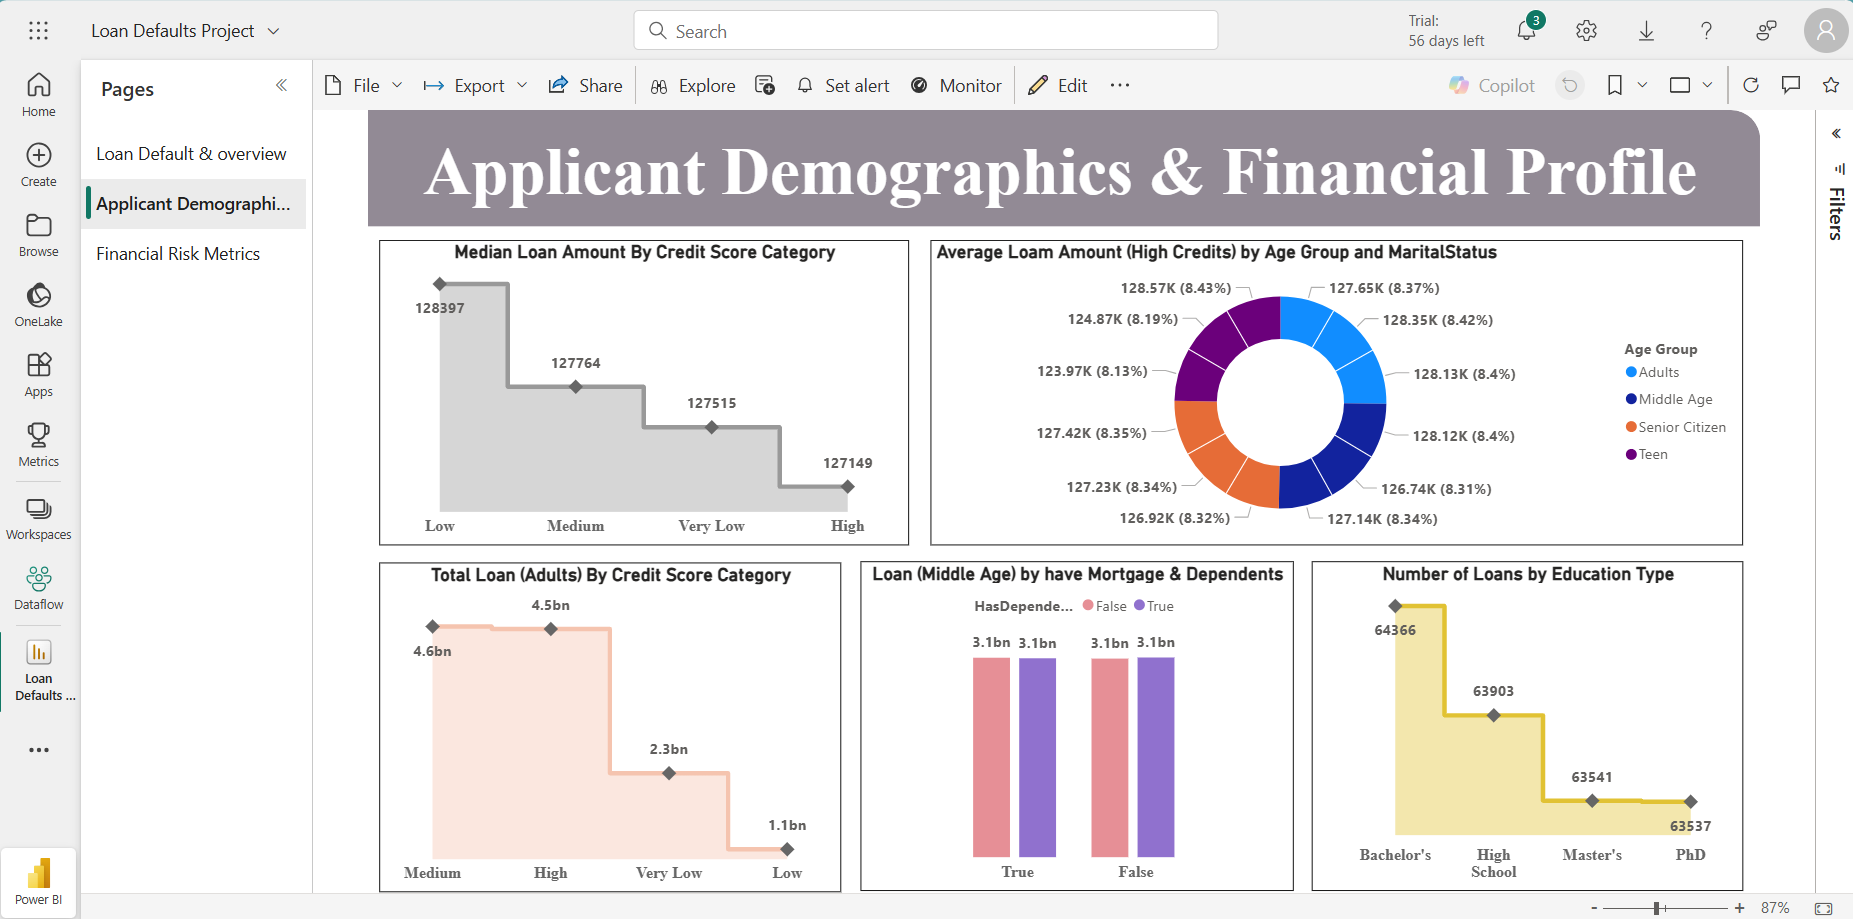 Loan Defaults Project
Search
Trial:
56 days left
3
Home
Create
Browse
OneLake
Apps
Metrics
Workspaces
Dataflow
Loan
Defaults ...
Power BI
Pages
Loan Default & overview
Applicant Demographi...
Financial Risk Metrics
File
Export
Share
Explore
Set alert
Monitor
Edit
Copilot
Filters
Applicant Demographics & Financial Profile
Median Loan Amount By Credit Score Category
128397
127764
127515
127149
Low Medium Very Low High
Average Loam Amount (High Credits) by Age Group and MaritalStatus
128.57K (8.43%)
127.65K (8.37%)
124.87K (8.19%)
128.35K (8.42%)
123.97K (8.13%)
128.13K (8.4%)
127.42K (8.35%)
128.12K (8.4%)
127.23K (8.34%)
126.74K (8.31%)
126.92K (8.32%)
127.14K (8.34%)
Age Group
Adults
Middle Age
Senior Citizen
Teen
Total Loan (Adults) By Credit Score Category
4.6bn
4.5bn
2.3bn
1.1bn
Medium High Very Low Low
Loan (Middle Age) by have Mortgage & Dependents
HasDepende... False True
3.1bn 3.1bn 3.1bn 3.1bn
True False
Number of Loans by Education Type
64366
63903
63541
63537
Bachelor's High School Master's PhD
- + 87%